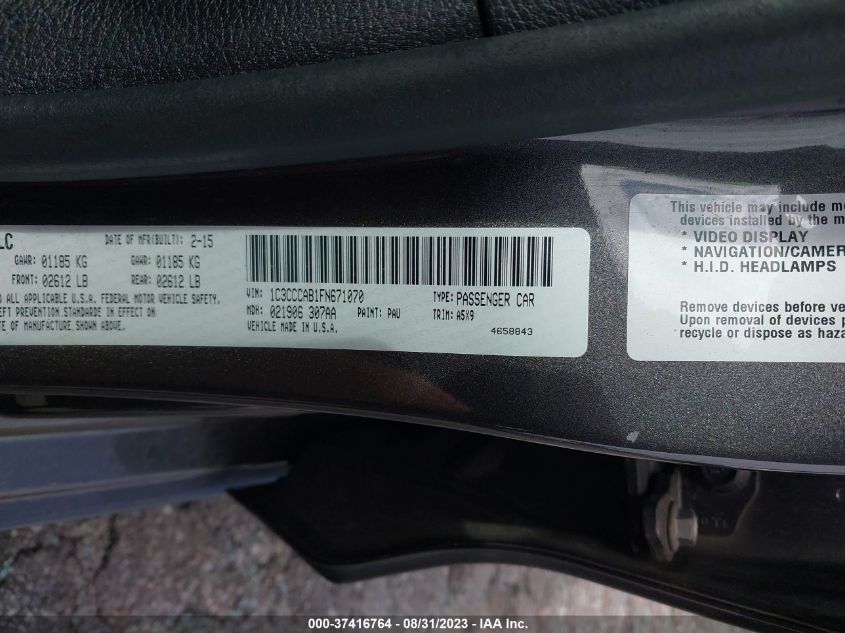 LC DATE OF MFR(BUILT): 2-15
GAWR: 01185 KG GAWR: 01185 KG
FRONT: 02612 LB REAR: 02612 LB
O ALL APPLICABLE U.S.A. FEDERAL MOTOR VEHICLE SAFETY,
EFT PREVENTION STANDARDS IN EFFECT ON
TE OF MANUFACTURE SHOWN ABOVE.
VIN: 1C3CCCAB1FN671070 TYPE: PASSENGER CAR
MDH: 021906 307AA PAINT: PAU TRIM: A5X9
VEHICLE MADE IN U.S.A. 4658843
This vehicle may include me
devices installed by the m
* VIDEO DISPLAY
* NAVIGATION/CAMER
* H.I.D. HEADLAMPS
Remove devices before ve
Upon removal of devices p
recycle or dispose as haza
000-37416764 - 08/31/2023 - © IAA Inc.